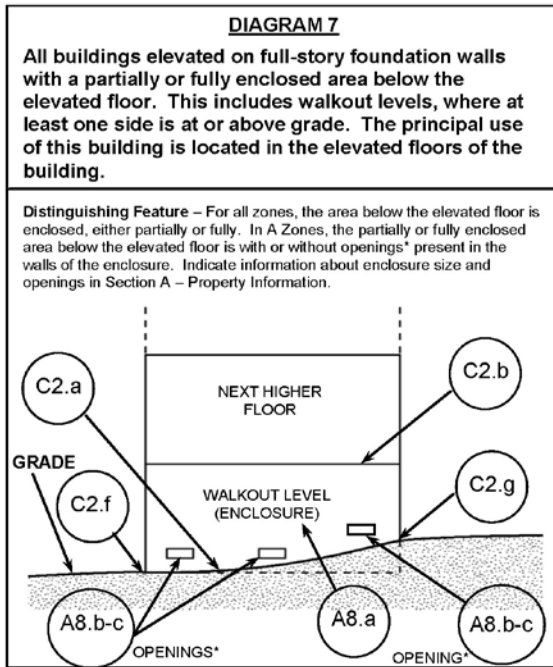 DIAGRAM 7
All buildings elevated on full-story foundation walls
with a partially or fully enclosed area below the
elevated floor.  This includes walkout levels, where at
least one side is at or above grade.  The principal use
of this building is located in the elevated floors of the
building.
Distinguishing Feature – For all zones, the area below the elevated floor is
enclosed, either partially or fully.  In A Zones, the partially or fully enclosed
area below the elevated floor is with or without openings* present in the
walls of the enclosure.  Indicate information about enclosure size and
openings in Section A – Property Information.
C2.a
NEXT HIGHER
FLOOR
C2.b
GRADE
C2.f
WALKOUT LEVEL
(ENCLOSURE)
C2.g
A8.b-c
OPENINGS*
A8.a
A8.b-c
OPENING*